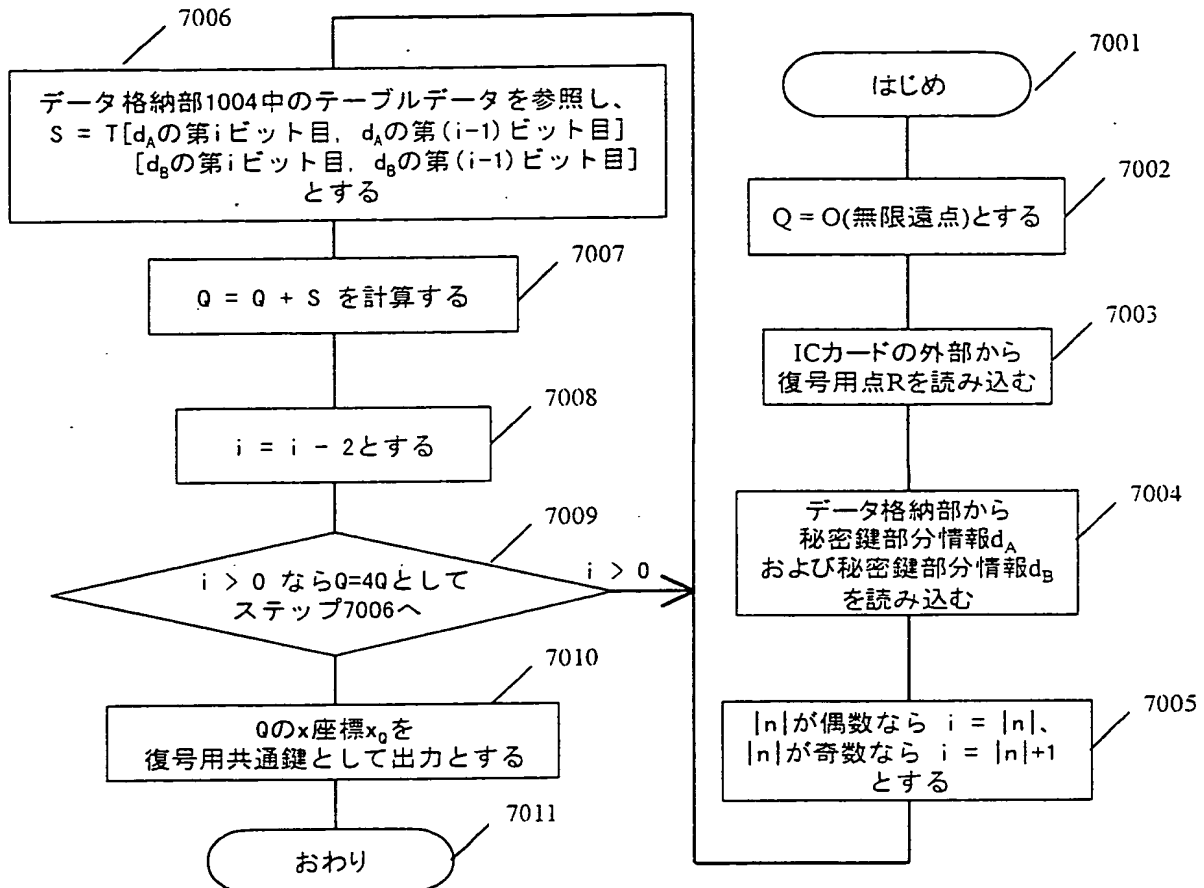 7001
はじめ
7002
Q = O(無限遠点)とする
7003
ICカードの外部から
復号用点Rを読み込む
7004
データ格納部から
秘密鍵部分情報dA
および秘密鍵部分情報dB
を読み込む
7005
|n|が偶数なら i = |n|、
|n|が奇数なら i = |n|+1
とする
7006
データ格納部1004中のテーブルデータを参照し、
S = T[dAの第iビット目, dAの第(i-1)ビット目]
[dBの第iビット目, dBの第(i-1)ビット目]
とする
7007
Q = Q + S を計算する
7008
i = i - 2とする
7009
i > 0 ならQ=4Qとして
ステップ7006へ
i > 0
7010
Qのx座標xQを
復号用共通鍵として出力とする
7011
おわり